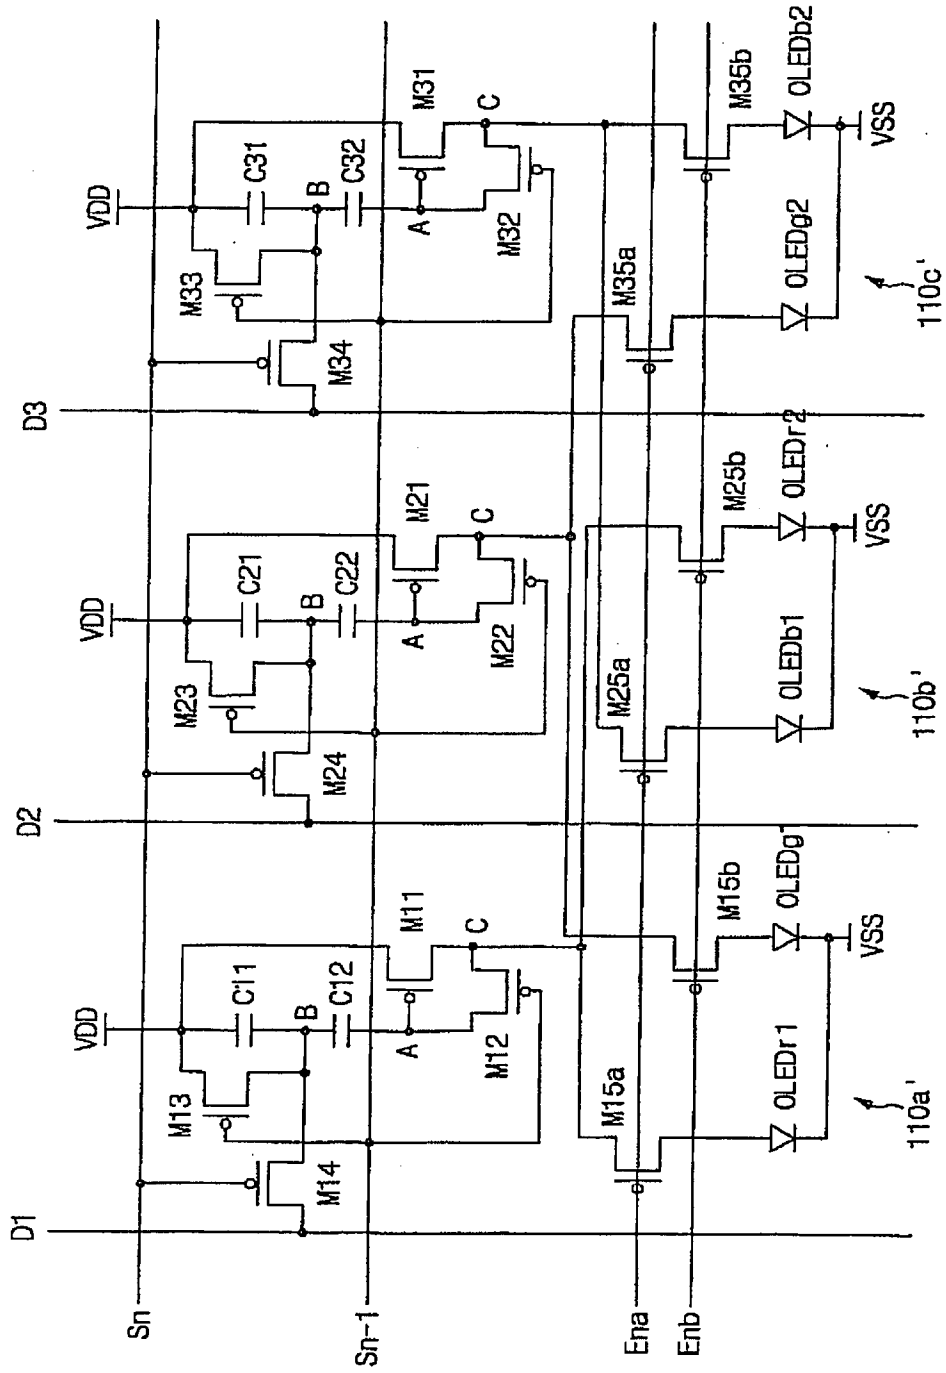 D1
D2
D3
VDD
VDD
VDD
Sn
M13
C11
M23
C21
M33
C31
B
B
B
M14
C12
M24
C22
M34
C32
Sn-1
A
M11
A
M21
A
M31
C
C
C
M12
M22
M32
M15a
M25a
M35a
Ena
Enb
M15b
M25b
M35b
OLEDr1
OLEDg
OLEDb1
OLEDr2
OLEDg2
OLEDb2
VSS
VSS
VSS
110a'
110b'
110c'